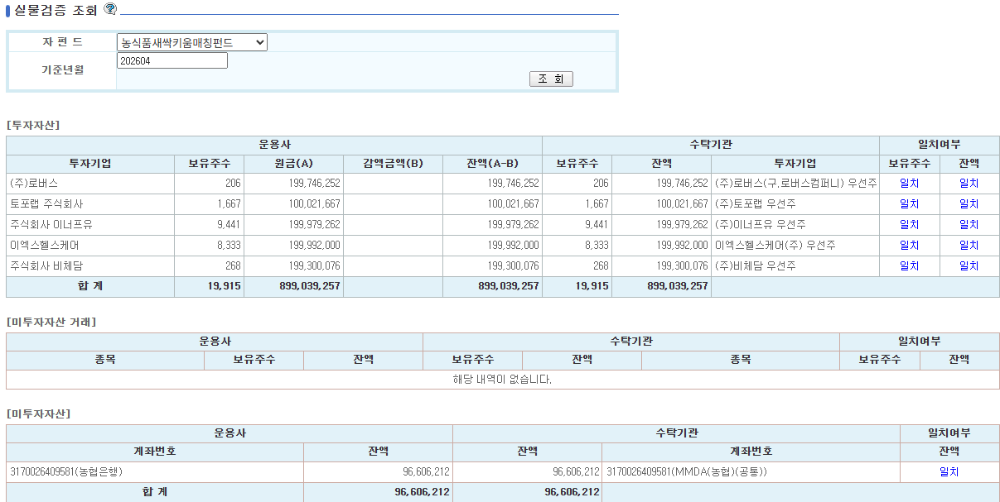 실물검증 조회
자 펀 드 농식품새싹키움매칭펀드
기준년월 202604
조 회
[투자자산]
운용사 수탁기관 일치여부
투자기업 보유주수 원금(A) 감액금액(B) 잔액(A-B) 보유주수 잔액 투자기업 보유주수 잔액
(주)로버스 206 199,746,252 199,746,252 206 199,746,252 (주)로버스(구.로버스컴퍼니) 우선주 일치 일치
토포랩 주식회사 1,667 100,021,667 100,021,667 1,667 100,021,667 (주)토포랩 우선주 일치 일치
주식회사 이너프유 9,441 199,979,262 199,979,262 9,441 199,979,262 (주)이너프유 우선주 일치 일치
이엑스헬스케어 8,333 199,992,000 199,992,000 8,333 199,992,000 이엑스헬스케어(주) 우선주 일치 일치
주식회사 비체담 268 199,300,076 199,300,076 268 199,300,076 (주)비체담 우선주 일치 일치
합 계 19,915 899,039,257 899,039,257 19,915 899,039,257
[미투자자산 거래]
운용사 수탁기관 일치여부
종목 보유주수 잔액 보유주수 잔액 종목 보유주수 잔액
해당 내역이 없습니다.
[미투자자산]
운용사 수탁기관 일치여부
계좌번호 잔액 잔액 계좌번호 잔액
3170026409581(농협은행) 96,606,212 96,606,212 3170026409581(MMDA(농협)(공통)) 일치
합 계 96,606,212 96,606,212